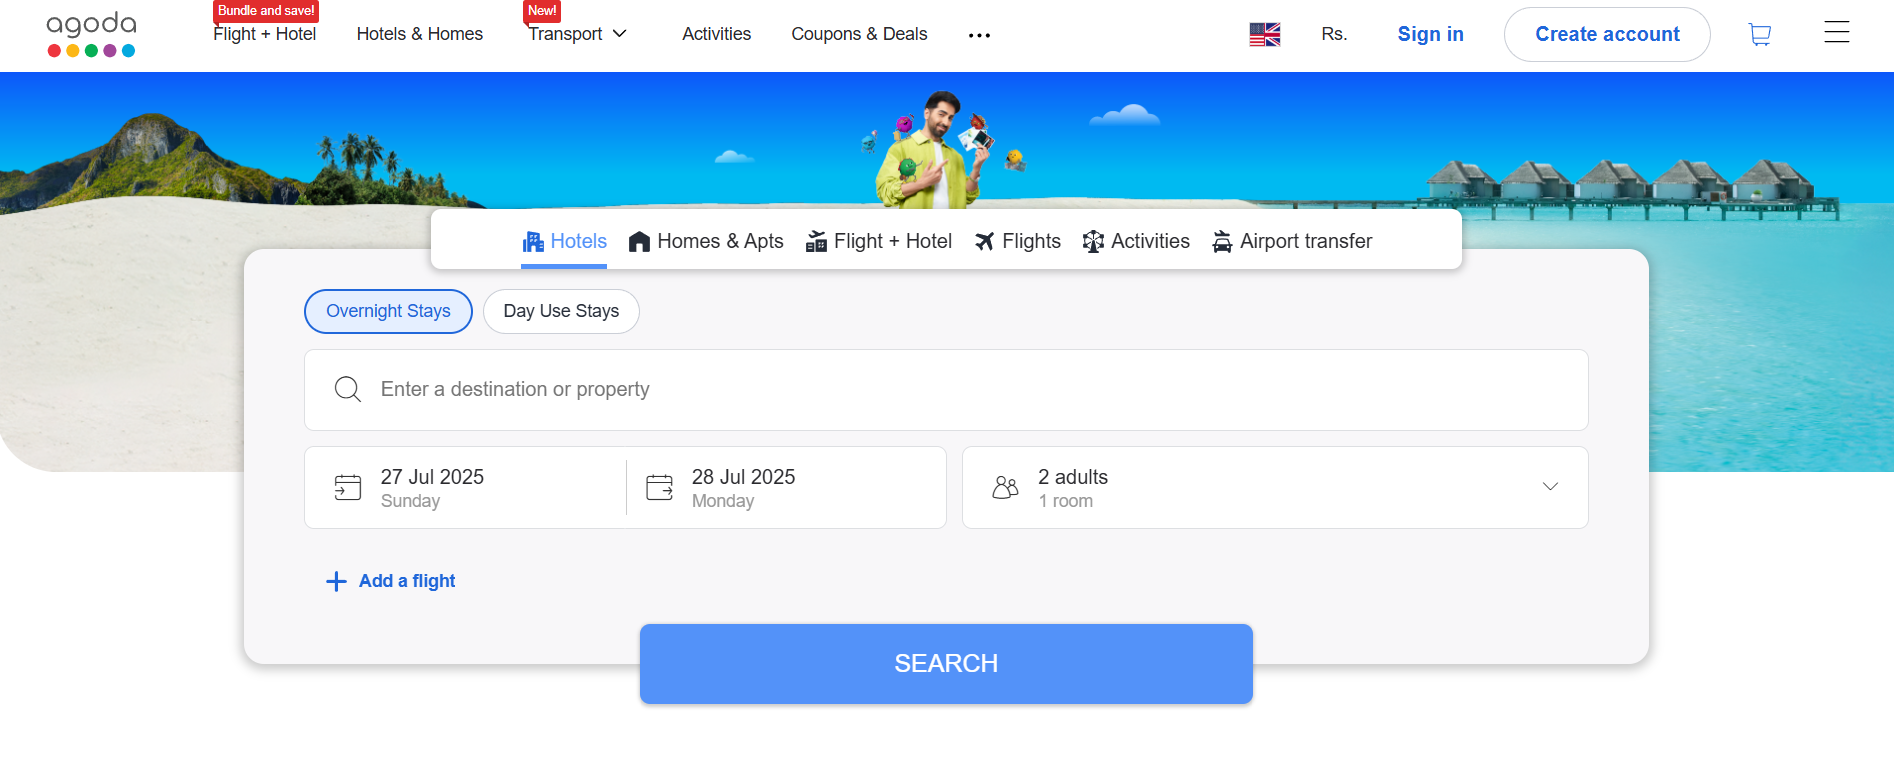 agoda
Bundle and save!
Flight + Hotel
Hotels & Homes
New!
Transport
Activities
Coupons & Deals
Rs.
Sign in
Create account
Hotels
Homes & Apts
Flight + Hotel
Flights
Activities
Airport transfer
Overnight Stays
Day Use Stays
Enter a destination or property
27 Jul 2025
Sunday
28 Jul 2025
Monday
2 adults
1 room
Add a flight
SEARCH